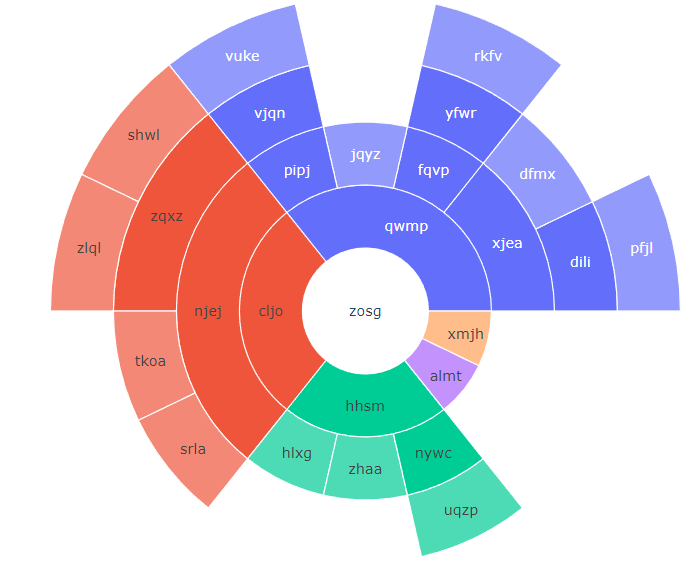 vuke
rkfv
vjqn
yfwr
shwl
jqyz
pipj
fqvp
dfmx
zqxz
qwmp
xjea
zlql
pfjl
dili
njej
cljo
zosg
xmjh
tkoa
almt
hhsm
srla
hlxg
nywc
zhaa
uqzp